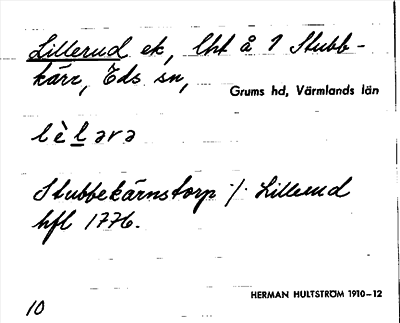 Lillerud ek, lht å 1 Stubb-
kärr, Eds sn,
Grums hd, Värmlands län
lèḻərə
Stubbekärnstorp ·/· Lillerud
hfl 1776.
HERMAN HULTSTRÖM 1910–12
10